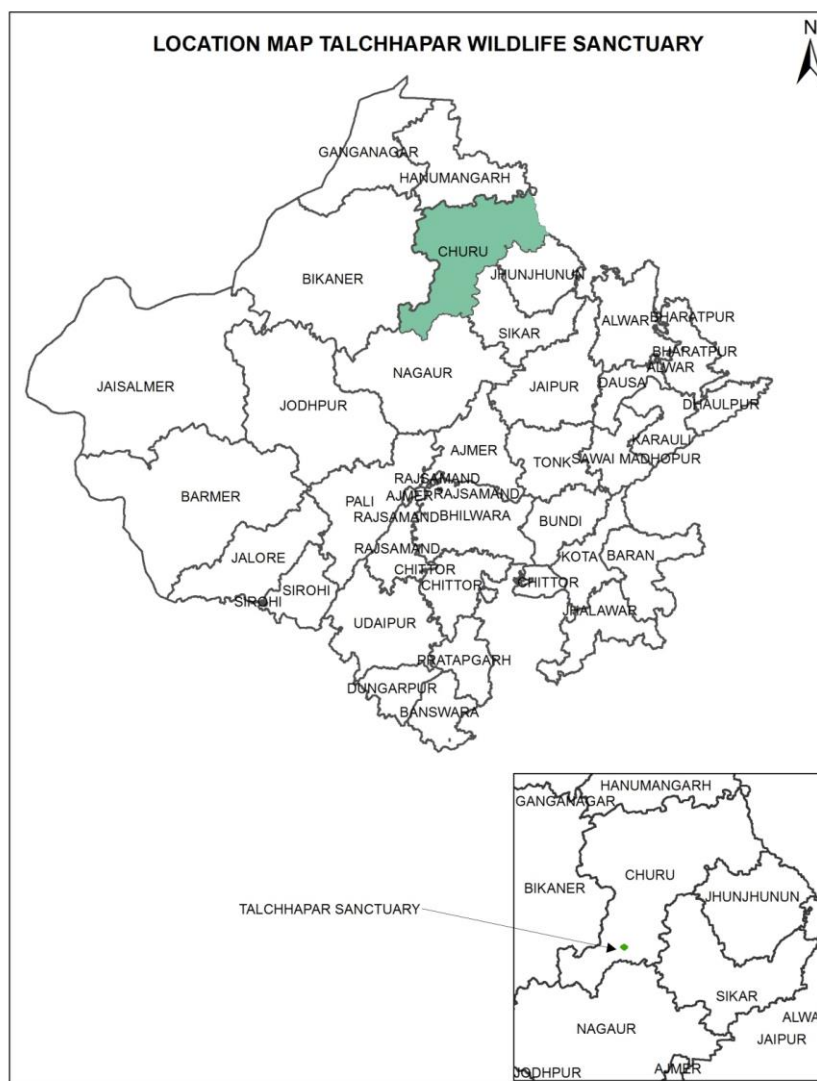 N
LOCATION MAP TALCHHAPAR WILDLIFE SANCTUARY
GANGANAGAR
HANUMANGARH
CHURU
BIKANER
JHUNJHUNUN
ALWAR
BHARATPUR
SIKAR
BHARATPUR
ALWAR
NAGAUR
JAISALMER
JAIPUR
DAUSA
JODHPUR
DHAULPUR
KARAULI
AJMER
SAWAI MADHOPUR
TONK
RAJSAMAND
BARMER
AJMER
RAJSAMAND
PALI
RAJSAMAND
BHILWARA
BUNDI
RAJSAMAND
JALORE
KOTA
BARAN
CHITTOR
CHITTOR
CHITTOR
SIROHI
SIROHI
JHALAWAR
UDAIPUR
PRATAPGARH
DUNGARPUR
BANSWARA
HANUMANGARH
GANGANAGAR
CHURU
BIKANER
JHUNJHUNUN
TALCHHAPAR SANCTUARY
SIKAR
ALWA
NAGAUR
JAIPUR
AJMER
JODHPUR